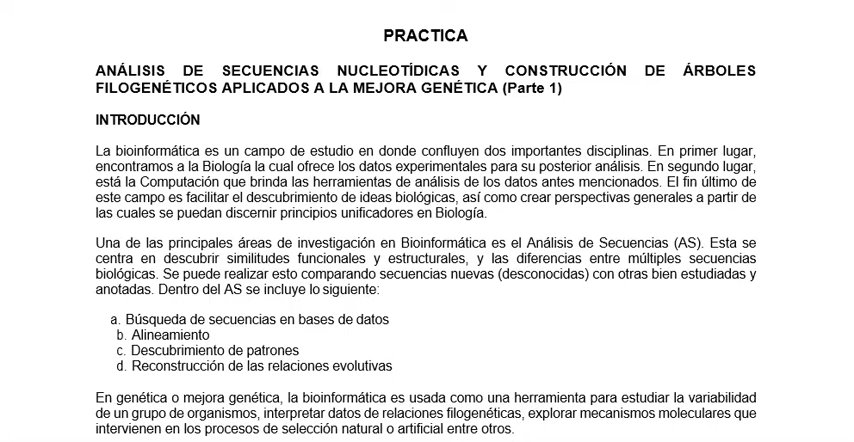 PRACTICA
ANÁLISIS DE SECUENCIAS NUCLEOTÍDICAS Y CONSTRUCCIÓN DE ÁRBOLES
FILOGENÉTICOS APLICADOS A LA MEJORA GENÉTICA (Parte 1)
INTRODUCCIÓN
La bioinformática es un campo de estudio en donde confluyen dos importantes disciplinas. En primer lugar,
encontramos a la Biología la cual ofrece los datos experimentales para su posterior análisis. En segundo lugar,
está la Computación que brinda las herramientas de análisis de los datos antes mencionados. El fin último de
este campo es facilitar el descubrimiento de ideas biológicas, así como crear perspectivas generales a partir de
las cuales se puedan discernir principios unificadores en Biología.
Una de las principales áreas de investigación en Bioinformática es el Análisis de Secuencias (AS). Esta se
centra en descubrir similitudes funcionales y estructurales, y las diferencias entre múltiples secuencias
biológicas. Se puede realizar esto comparando secuencias nuevas (desconocidas) con otras bien estudiadas y
anotadas. Dentro del AS se incluye lo siguiente:
a. Búsqueda de secuencias en bases de datos
b. Alineamiento
c. Descubrimiento de patrones
d. Reconstrucción de las relaciones evolutivas
En genética o mejora genética, la bioinformática es usada como una herramienta para estudiar la variabilidad
de un grupo de organismos, interpretar datos de relaciones filogenéticas, explorar mecanismos moleculares que
intervienen en los procesos de selección natural o artificial entre otros.